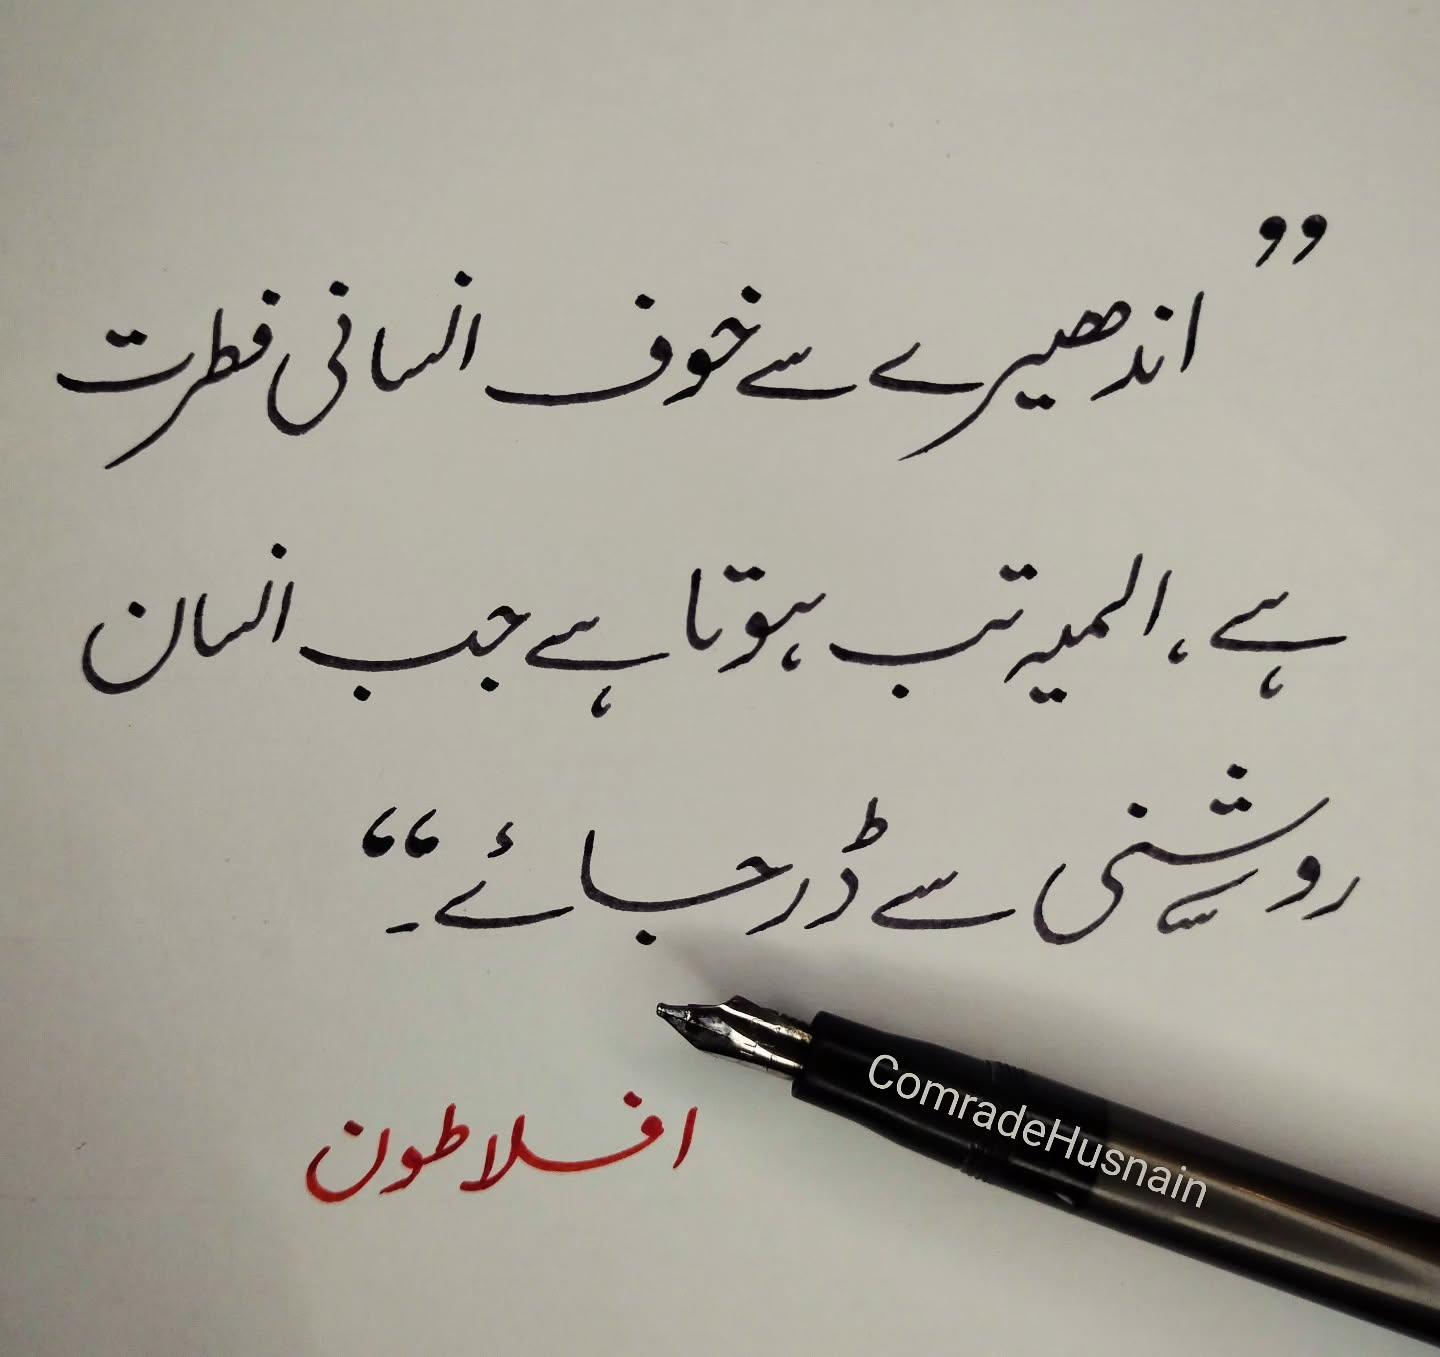 ”اندھیرے سے خوف انسانی فطرت
ہے، المیہ تب ہوتا ہے جب انسان
روشنی سے ڈر جائے۔“
افلاطون
ComradeHusnain